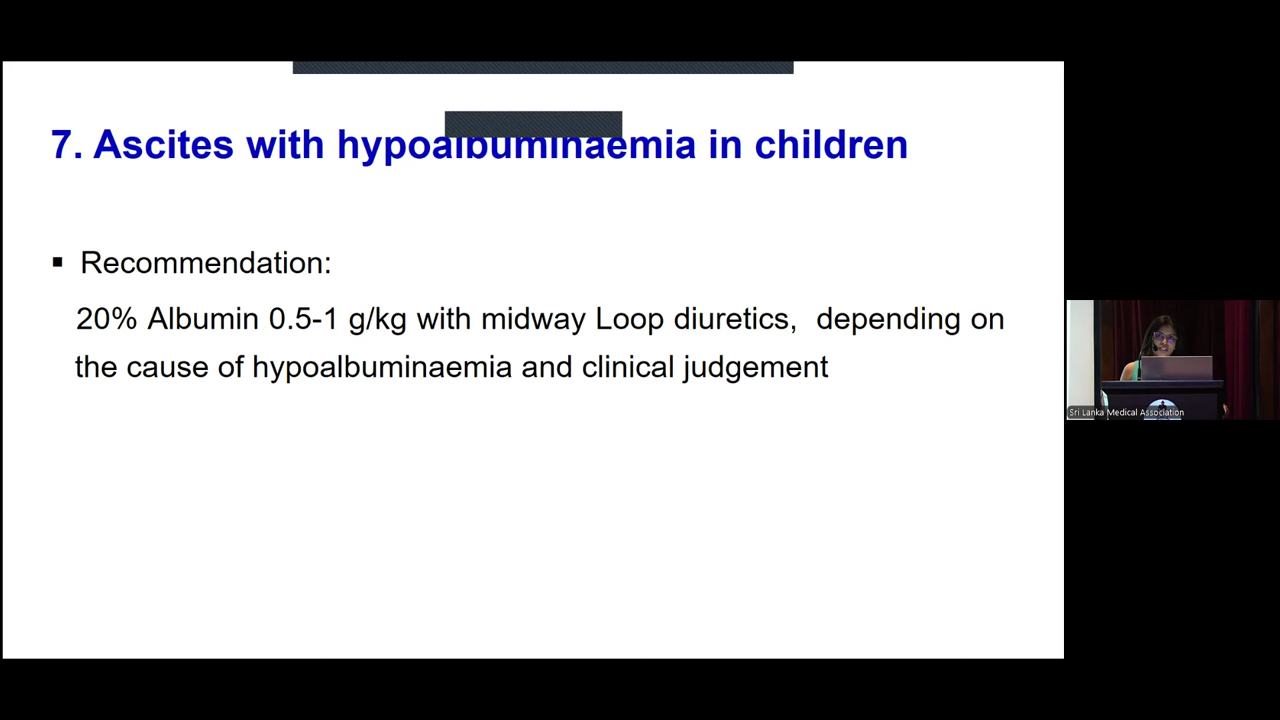 7. Ascites with hypoalbuminaemia in children
▪ Recommendation:
20% Albumin 0.5-1 g/kg with midway Loop diuretics, depending on
the cause of hypoalbuminaemia and clinical judgement
Sri Lanka Medical Association